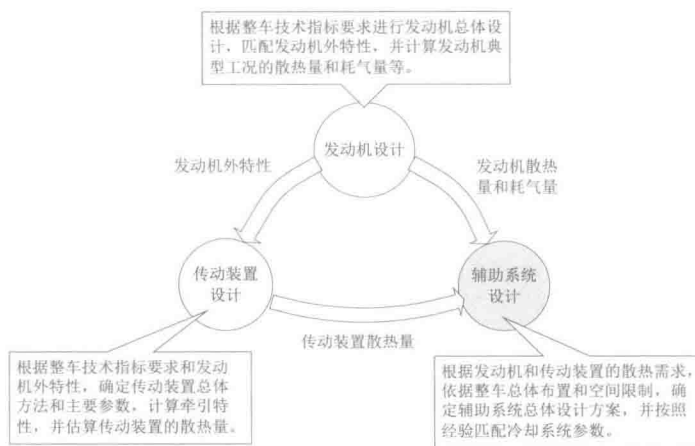 根据整车技术指标要求进行发动机总体设
计，匹配发动机外特性，并计算发动机典
型工况的散热量和耗气量等。
发动机设计
发动机外特性
发动机散热
量和耗气量
传动装置
设计
辅助系统
设计
传动装置散热量
根据整车技术指标要求和发动
机外特性，确定传动装置总体
方法和主要参数，计算牵引特
性，并估算传动装置的散热量。
根据发动机和传动装置的散热需求，
依据整车总体布置和空间限制，确
定辅助系统总体设计方案，并按照
经验匹配冷却系统参数。